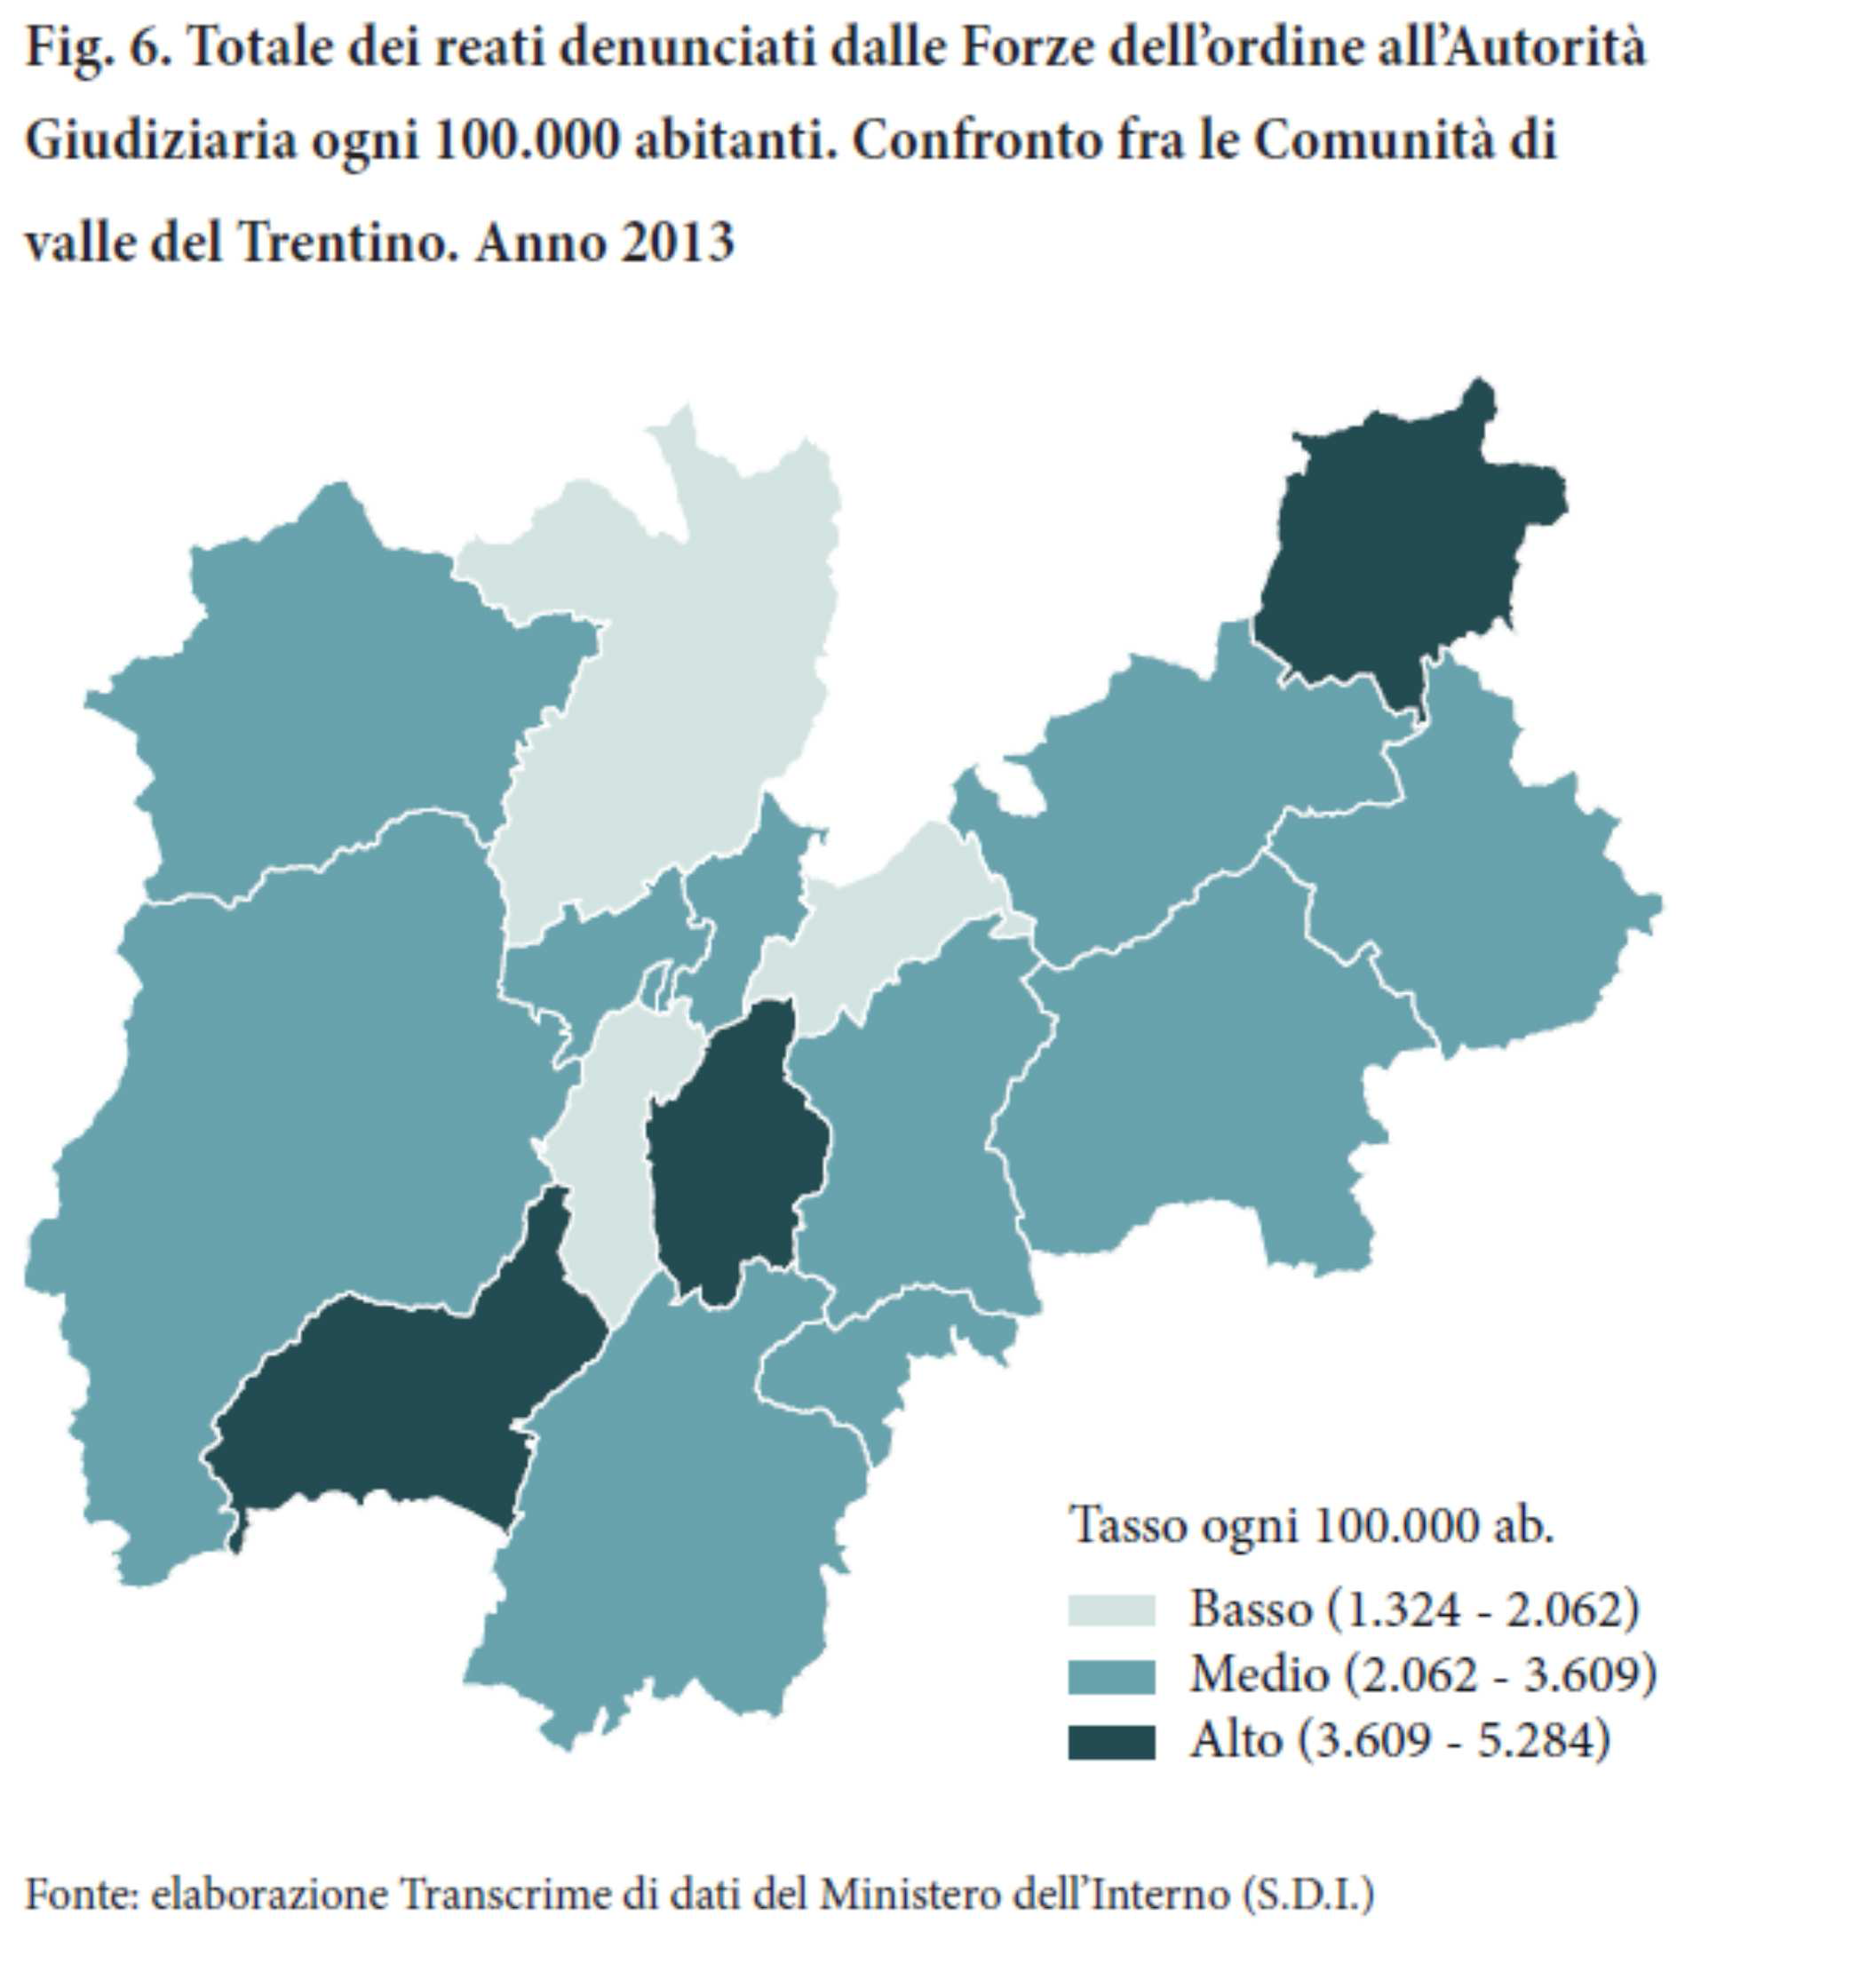 Fig. 6. Totale dei reati denunciati dalle Forze dell’ordine all’Autorità
Giudiziaria ogni 100.000 abitanti. Confronto fra le Comunità di
valle del Trentino. Anno 2013
Tasso ogni 100.000 ab.
Basso (1.324 - 2.062)
Medio (2.062 - 3.609)
Alto (3.609 - 5.284)
Fonte: elaborazione Transcrime di dati del Ministero dell’Interno (S.D.I.)